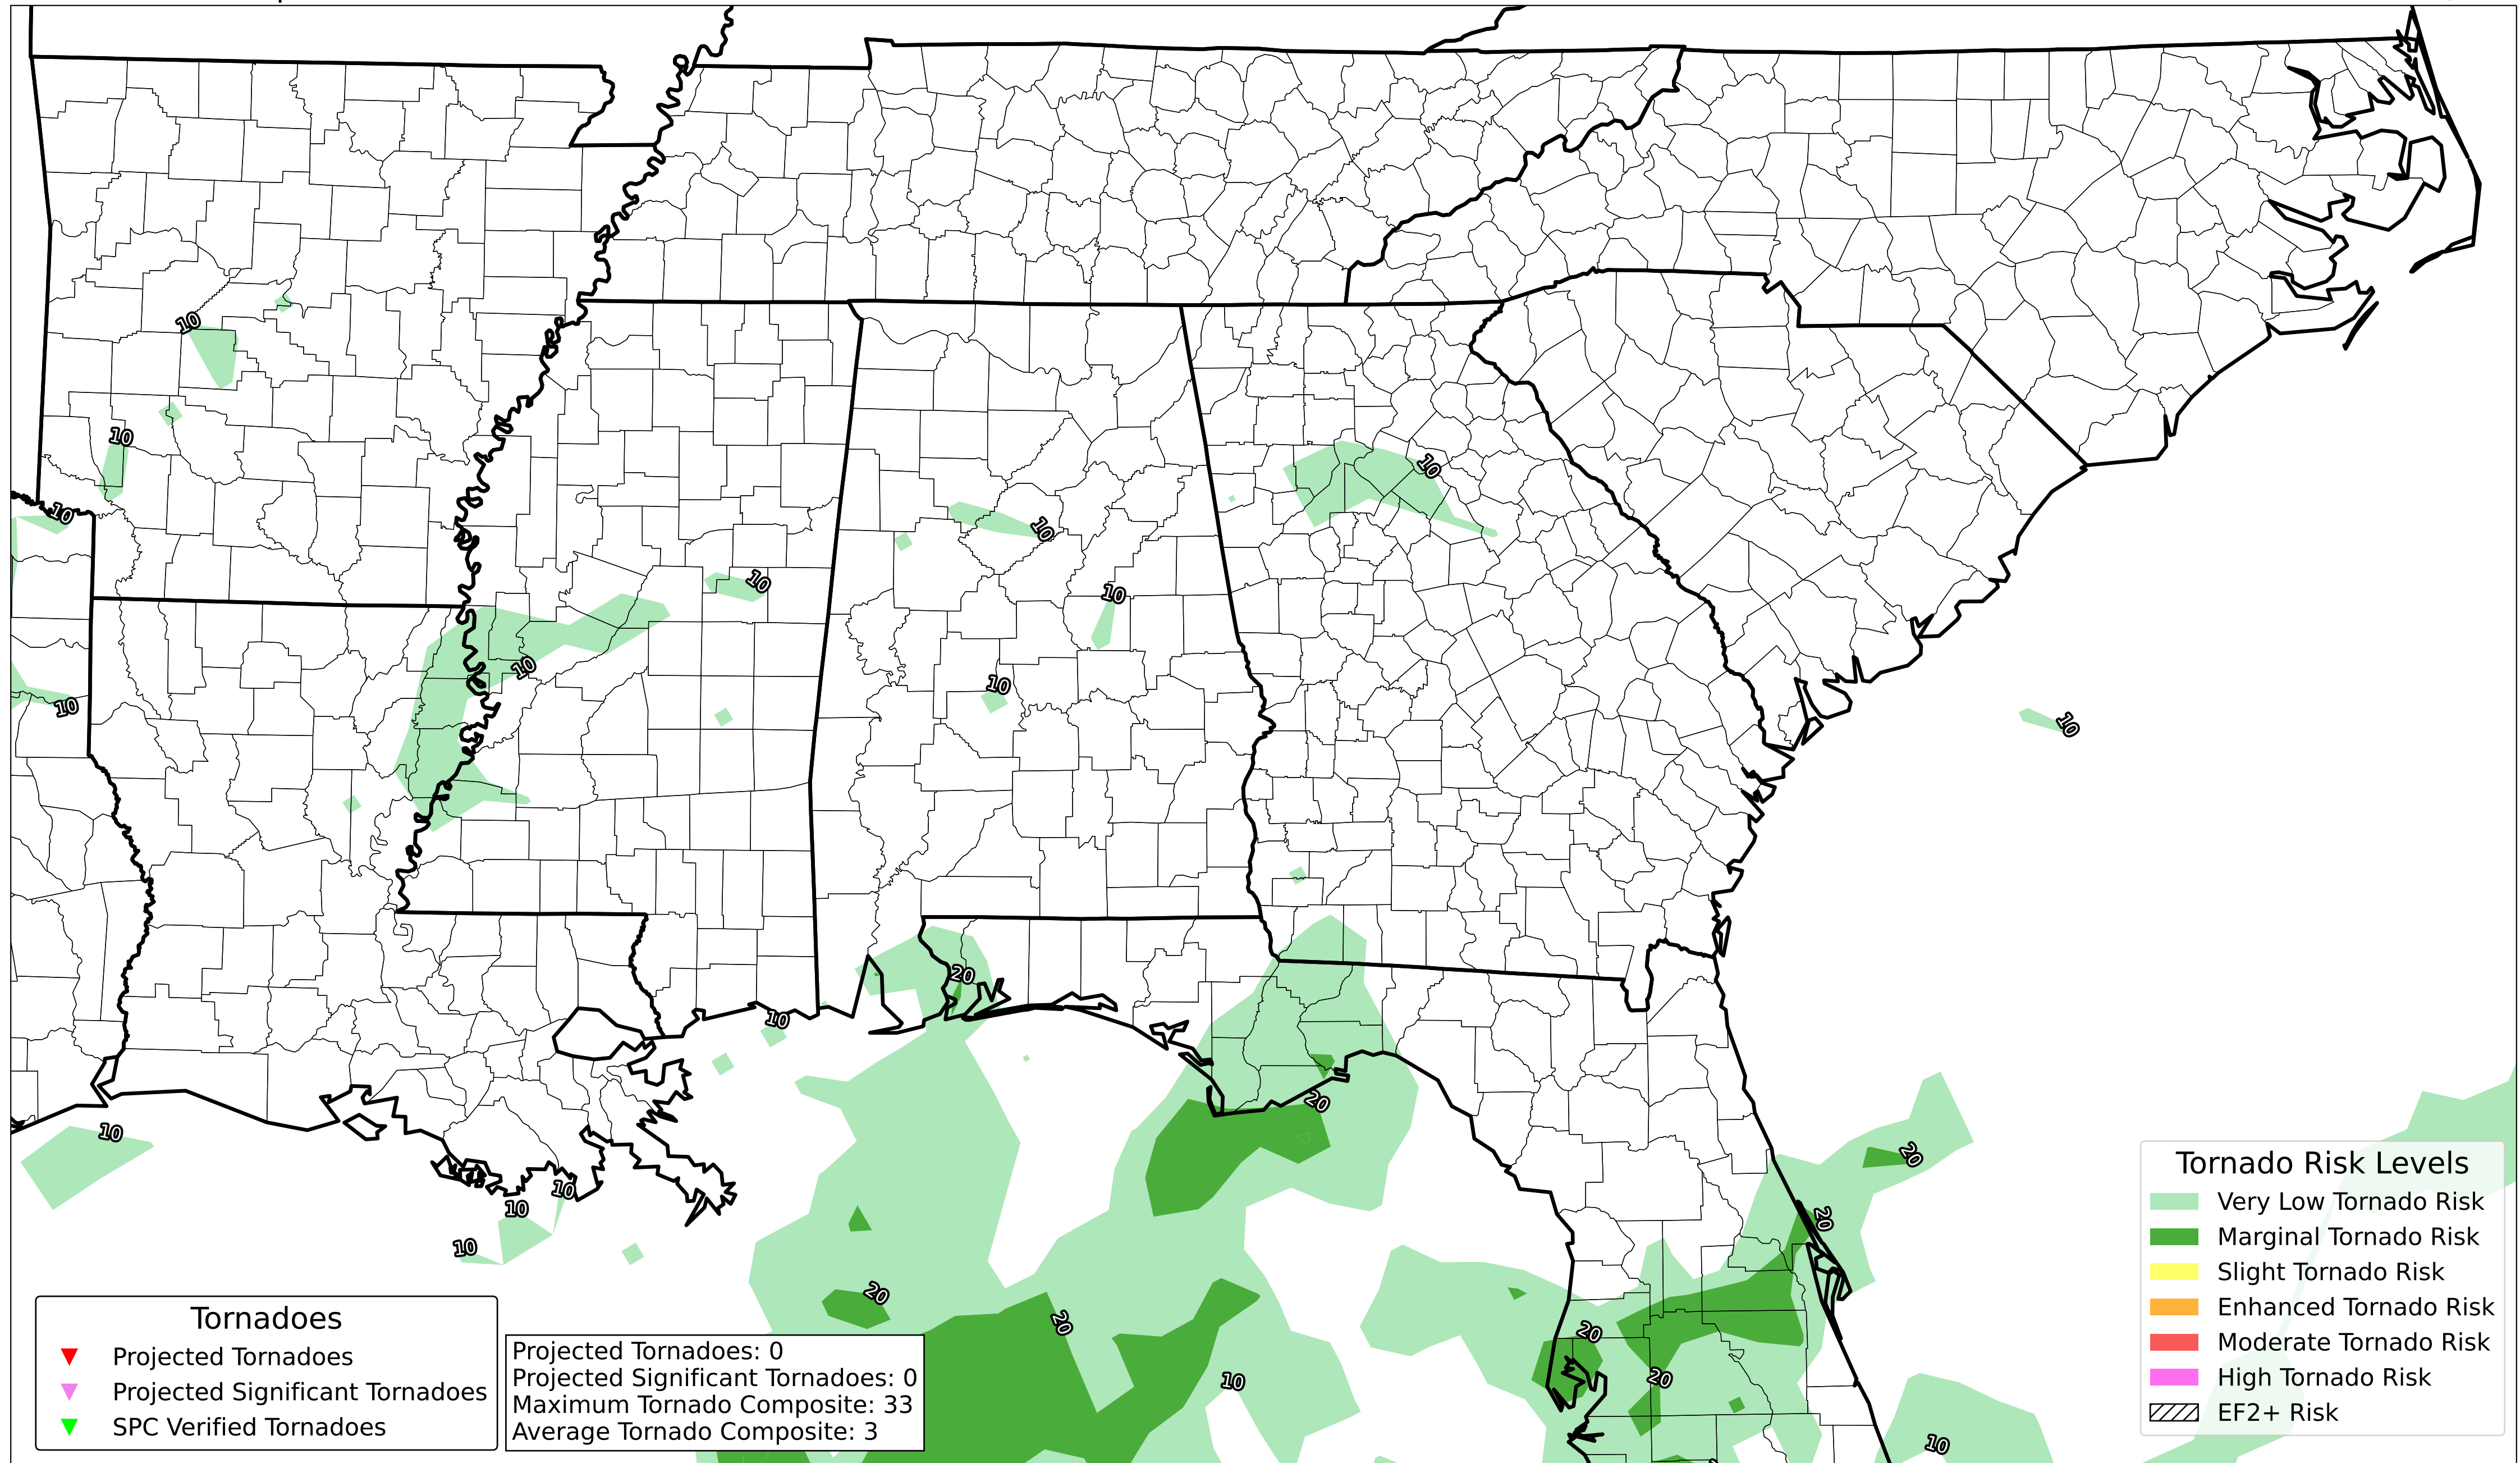 10
10
10
10
10
10
10
10
10
10
10
10
20
10
10
20
10
20
20
10
10
10
20
20
20
20
10
10
Tornado Risk Levels
Very Low Tornado Risk
Marginal Tornado Risk
Slight Tornado Risk
Enhanced Tornado Risk
Moderate Tornado Risk
High Tornado Risk
EF2+ Risk
Tornadoes
Projected Tornadoes
Projected Significant Tornadoes
SPC Verified Tornadoes
Projected Tornadoes: 0
Projected Significant Tornadoes: 0
Maximum Tornado Composite: 33
Average Tornado Composite: 3